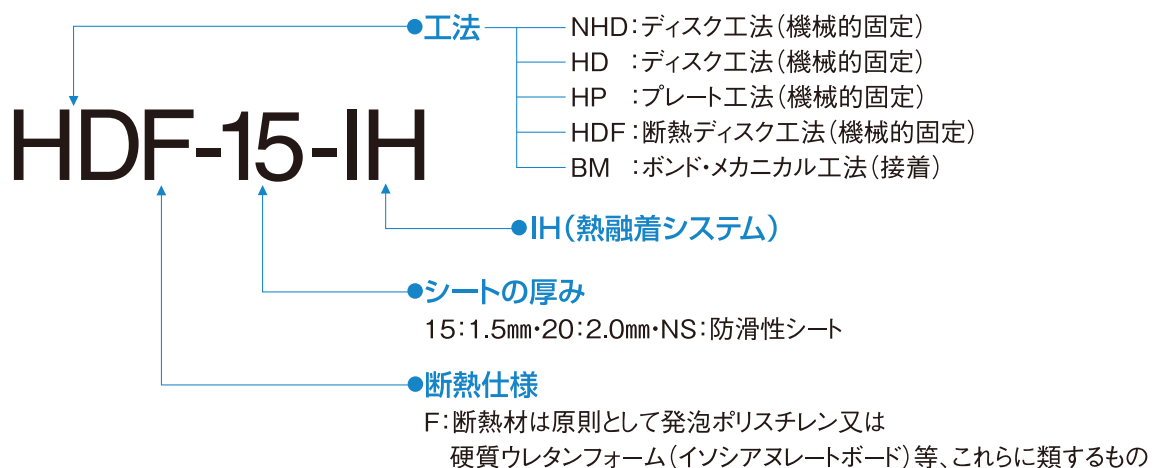 ●工法
NHD:ディスク工法(機械的固定)
HD :ディスク工法(機械的固定)
HP :プレート工法(機械的固定)
HDF:断熱ディスク工法(機械的固定)
BM :ボンド・メカニカル工法(接着)
HDF-15-IH
●IH(熱融着システム)
●シートの厚み
15:1.5㎜・20:2.0㎜・NS:防滑性シート
●断熱仕様
F:断熱材は原則として発泡ポリスチレン又は
硬質ウレタンフォーム(イソシアヌレートボード)等、これらに類するもの